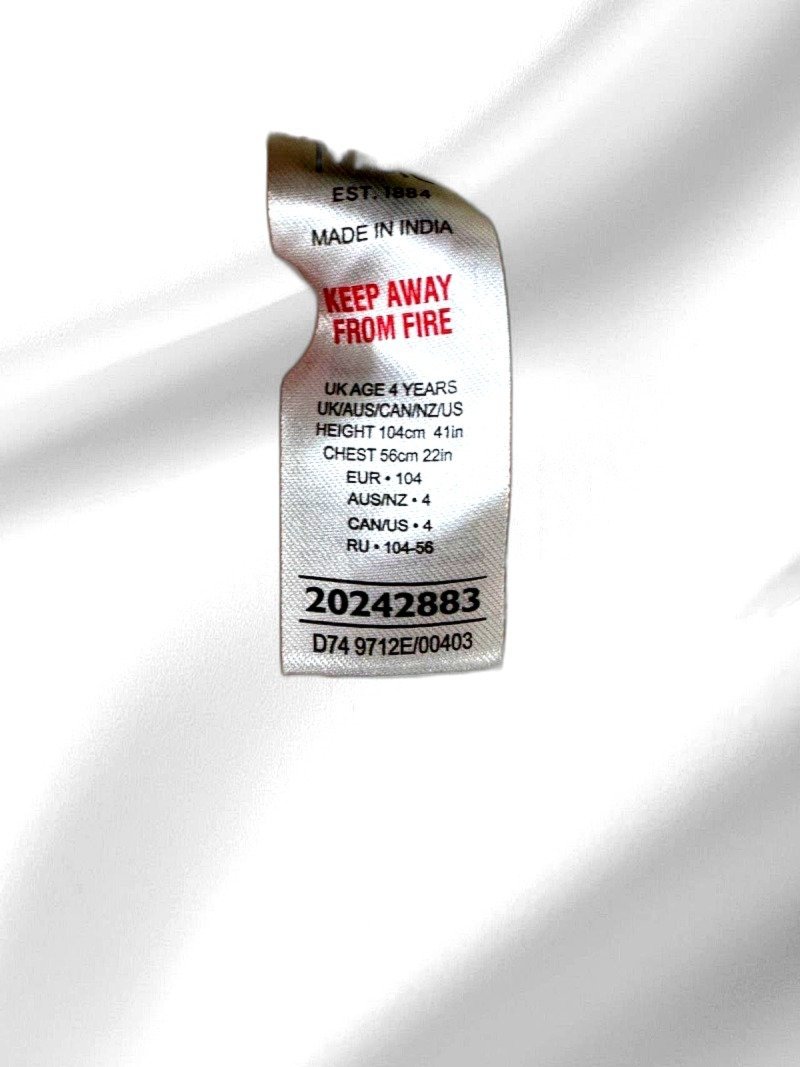 EST. 1884
MADE IN INDIA
KEEP AWAY
FROM FIRE
UK AGE 4 YEARS
UK/AUS/CAN/NZ/US
HEIGHT 104cm 41in
CHEST 56cm 22in
EUR • 104
AUS/NZ • 4
CAN/US • 4
RU • 104-56
20242883
D74 9712E/00403